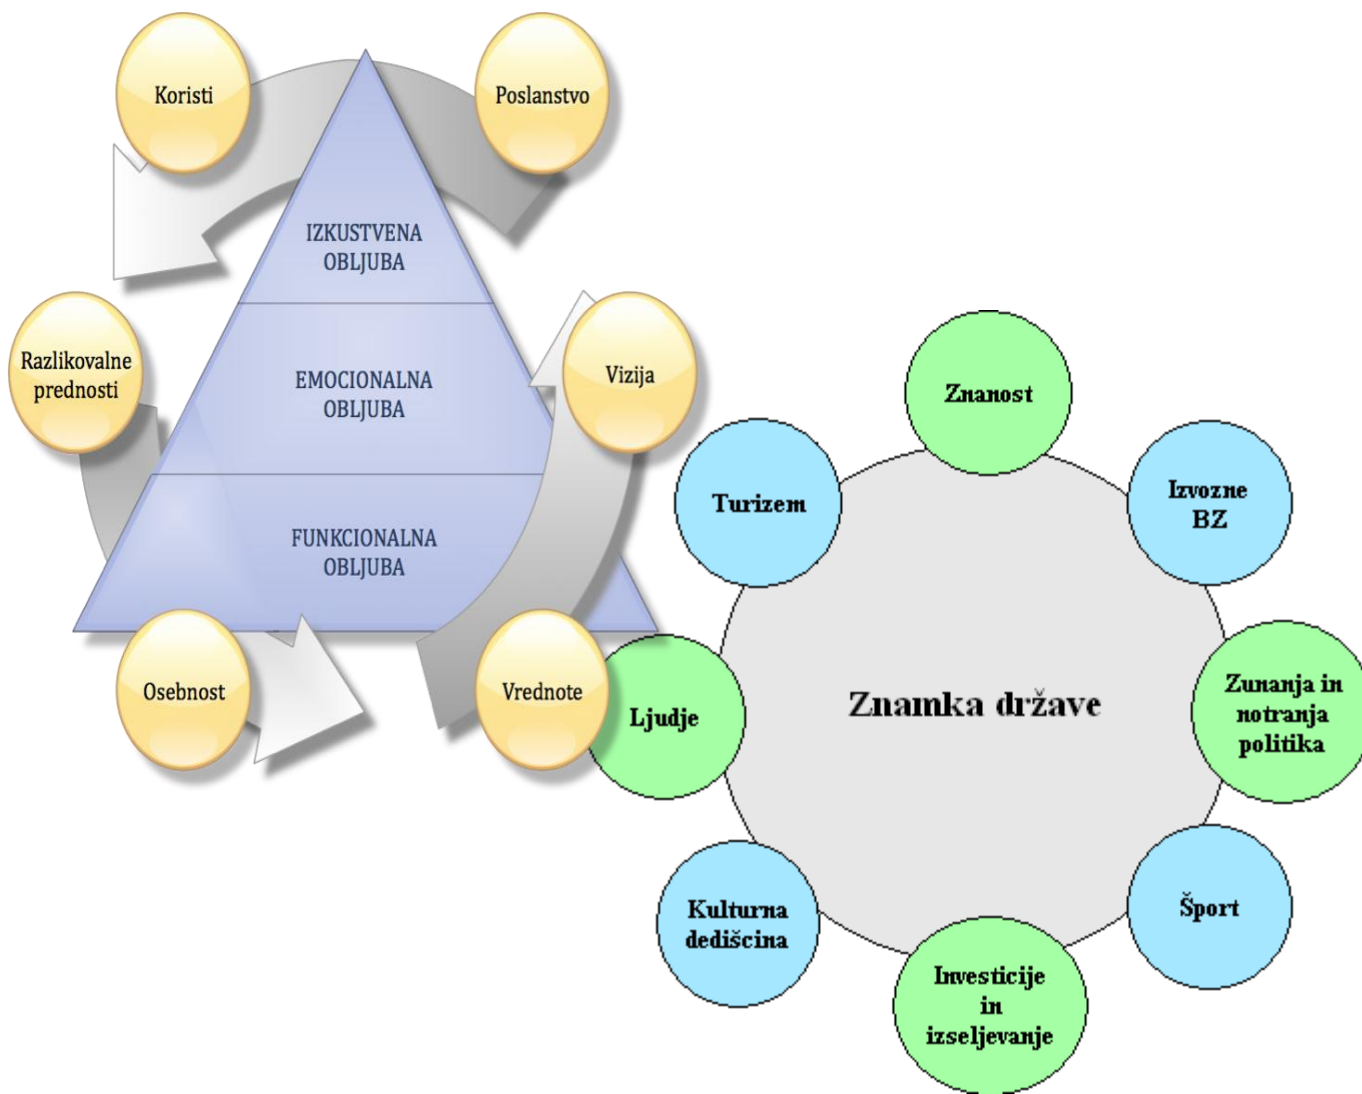 Koristi
Poslanstvo
IZKUSTVENA
OBLJUBA
Razlikovalne
prednosti
EMOCIONALNA
OBLJUBA
Vizija
FUNKCIONALNA
OBLJUBA
Osebnost
Vrednote
Znanost
Turizem
Izvozne
BZ
Ljudje
Znamka države
Zunanja in
notranja
politika
Kulturna
dedišcina
Šport
Investicije
in
izseljevanje